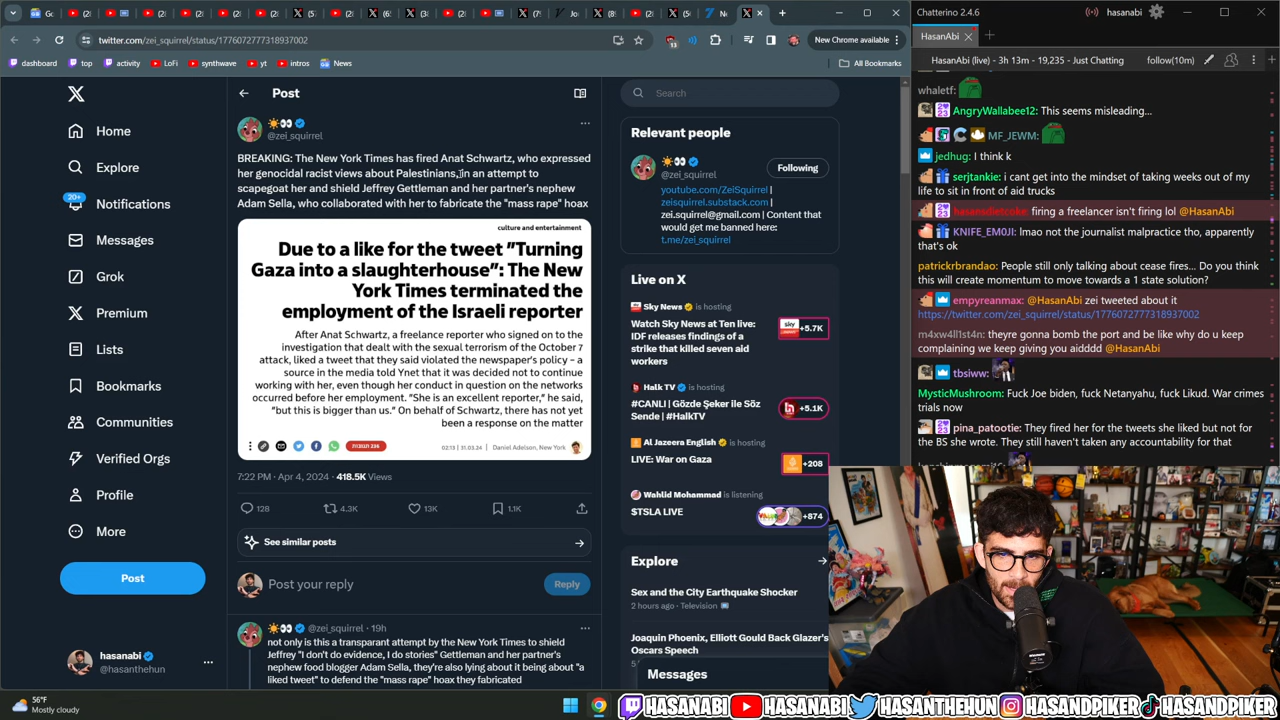 New Chrome available
twitter.com/zei_squirrel/status/1776072777318937002
dashboard
top
activity
LoFi
synthwave
yt
intros
News
All Bookmarks
Home
Explore
20+
Notifications
Messages
Grok
Premium
Lists
Bookmarks
Communities
Verified Orgs
Profile
More
Post
hasanabi
@hasanthehun
Post
@zei_squirrel
BREAKING: The New York Times has fired Anat Schwartz, who expressed
her genocidal racist views about Palestinians, in an attempt to
scapegoat her and shield Jeffrey Gettleman and her partner's nephew
Adam Sella, who collaborated with her to fabricate the "mass rape" hoax
culture and entertainment
Due to a like for the tweet "Turning
Gaza into a slaughterhouse": The New
York Times terminated the
employment of the Israeli reporter
After Anat Schwartz, a freelance reporter who signed on to the
investigation that dealt with the sexual terrorism of the October 7
attack, liked a tweet that they said violated the newspaper's policy – a
source in the media told Ynet that it was decided not to continue
working with her, even though her conduct in question on the networks
occurred before her employment. "She is an excellent reporter," he said,
"but this is bigger than us." On behalf of Schwartz, there has not yet
been a response on the matter
02:13 | 31.03.24 | Daniel Adelson, New York
7:22 PM · Apr 4, 2024 · 418.5K Views
128
4.3K
13K
1.1K
See similar posts
Post your reply
Reply
@zei_squirrel · 19h
not only is this a transparant attempt by the New York Times to shield
Jeffrey "I don't do evidence, I do stories" Gettleman and her partner's
nephew food blogger Adam Sella, they're also lying about it being about "a
liked tweet" to defend the "mass rape" hoax they fabricated
Search
Relevant people
@zei_squirrel
Following
youtube.com/ZeiSquirrel |
zeisquirrel.substack.com |
zei.squirrel@gmail.com | Content that
would get me banned here:
t.me/zei_squirrel
Live on X
Sky News is hosting
Watch Sky News at Ten live:
IDF releases findings of a
strike that killed seven aid
workers
+5.7K
Halk TV is hosting
#CANLI | Gözde Şeker ile Söz
Sende | #HalkTV
+5.1K
Al Jazeera English is hosting
LIVE: War on Gaza
+208
Wahlid Mohammad is listening
$TSLA LIVE
+874
Explore
Sex and the City Earthquake Shocker
2 hours ago · Television
Joaquin Phoenix, Elliott Gould Back Glazer's
Oscars Speech
Messages
Chatterino 2.4.6
hasanabi
HasanAbi
HasanAbi (live) - 3h 13m - 19,235 - Just Chatting
follow(10m)
whaletf:
AngryWallabee12: This seems misleading...
MF_JEWM:
jedhug: I think k
serjtankie: i cant get into the mindset of taking weeks out of my
life to sit in front of aid trucks
hasansdietcoke: firing a freelancer isn't firing lol @HasanAbi
KNIFE_EM0JI: lmao not the journalist malpractice tho, apparently
that's ok
patrickrbrandao: People still only talking about cease fires... Do you think
this will create momentum to move towards a 1 state solution?
empyreanmax: @HasanAbi zei tweeted about it
https://twitter.com/zei_squirrel/status/1776072777318937002
m4xw4ll1st4n: theyre gonna bomb the port and be like why do u keep
complaining we keep giving you aidddd @HasanAbi
tbsiww:
MysticMushroom: Fuck Joe biden, fuck Netanyahu, fuck Likud. War crimes
trials now
pina_patootie: They fired her for the tweets she liked but not for
the BS she wrote. They still haven't taken any accountability for that
56°F
Mostly cloudy
HASANABI
HASANABI
HASANTHEHUN
HASANDPIKER
HASANDPIKER